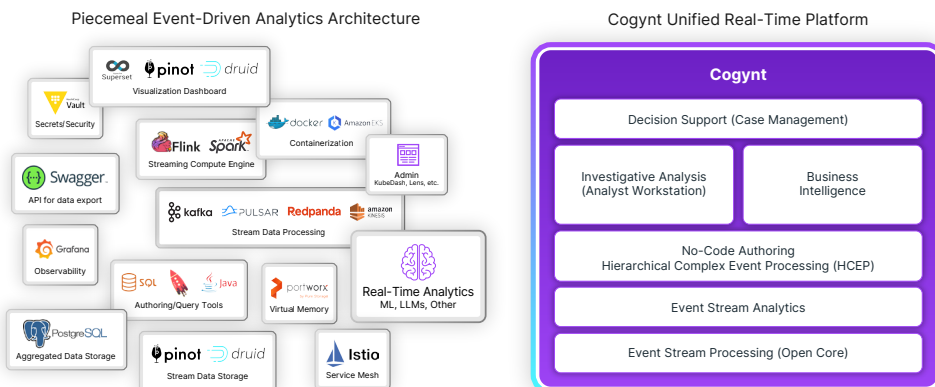 Piecemeal Event-Driven Analytics Architecture
Superset
pinot
druid
Visualization Dashboard
Vault
Secrets/Security
Flink
Spark
Streaming Compute Engine
docker
Amazon EKS
Containerization
Admin
KubeDash, Lens, etc.
Swagger
API for data export
kafka
PULSAR
Redpanda
amazon
KINESIS
Stream Data Processing
Grafana
Observability
SQL
Java
Authoring/Query Tools
portworx
Virtual Memory
Real-Time Analytics
ML, LLMs, Other
PostgreSQL
Aggregated Data Storage
pinot
druid
Stream Data Storage
Istio
Service Mesh
Cogynt Unified Real-Time Platform
Cogynt
Decision Support (Case Management)
Investigative Analysis
(Analyst Workstation)
Business
Intelligence
No-Code Authoring
Hierarchical Complex Event Processing (HCEP)
Event Stream Analytics
Event Stream Processing (Open Core)